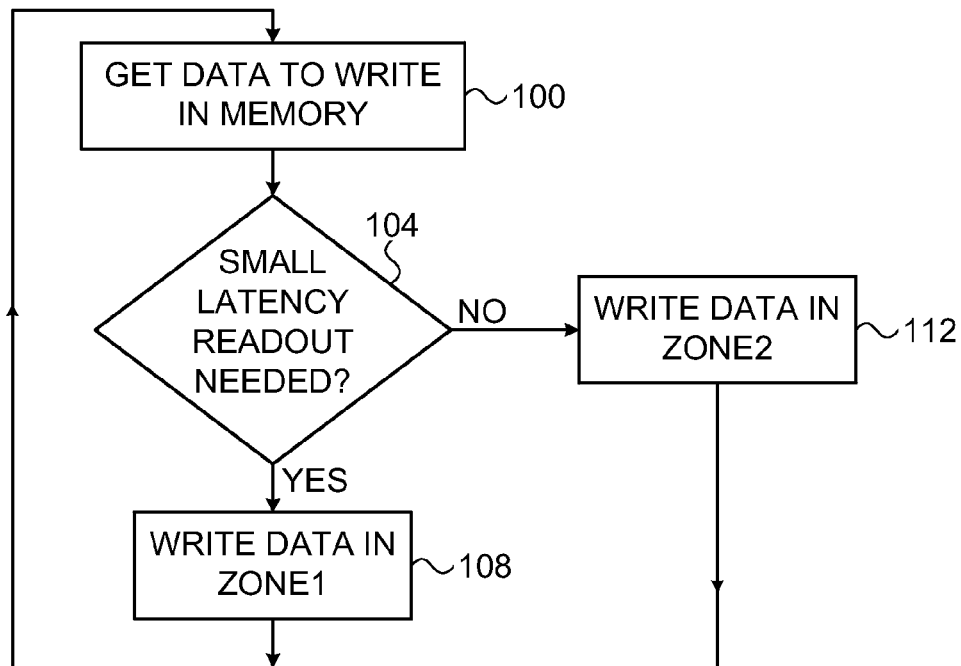 GET DATA TO WRITE
IN MEMORY
100
104
SMALL
LATENCY
READOUT
NEEDED?
NO
WRITE DATA IN
ZONE2
112
YES
WRITE DATA IN
ZONE1
108